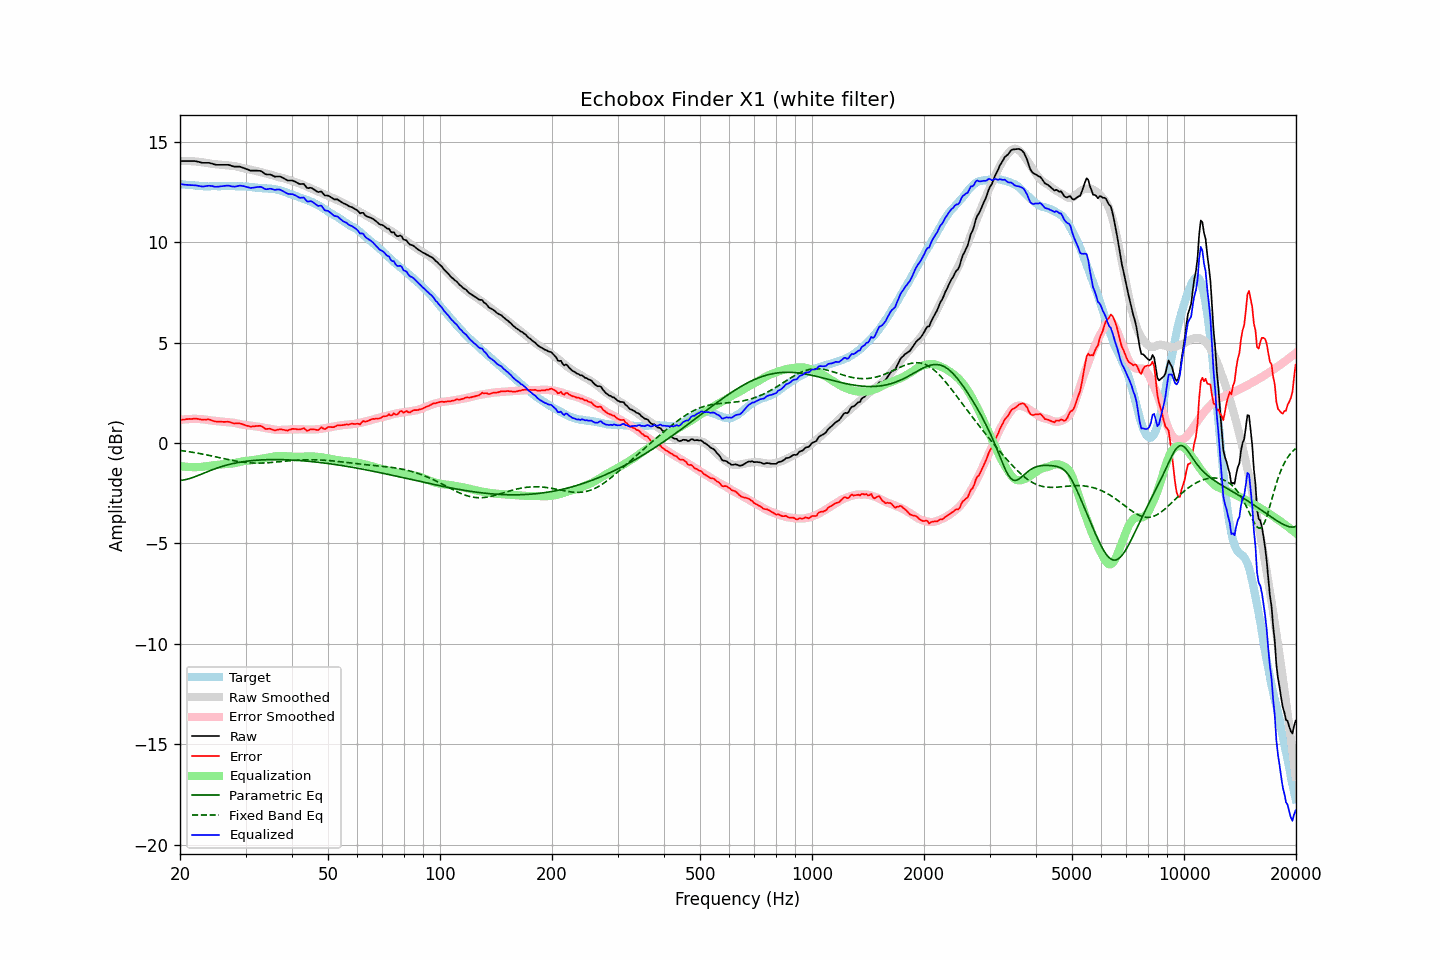 Echobox Finder X1 (white filter)
Amplitude (dBr)
15
10
5
0
−5
−10
−15
−20
Target
Raw Smoothed
Error Smoothed
Raw
Error
Equalization
Parametric Eq
Fixed Band Eq
Equalized
20 50 100 200 500 1000 2000 5000 10000 20000
Frequency (Hz)